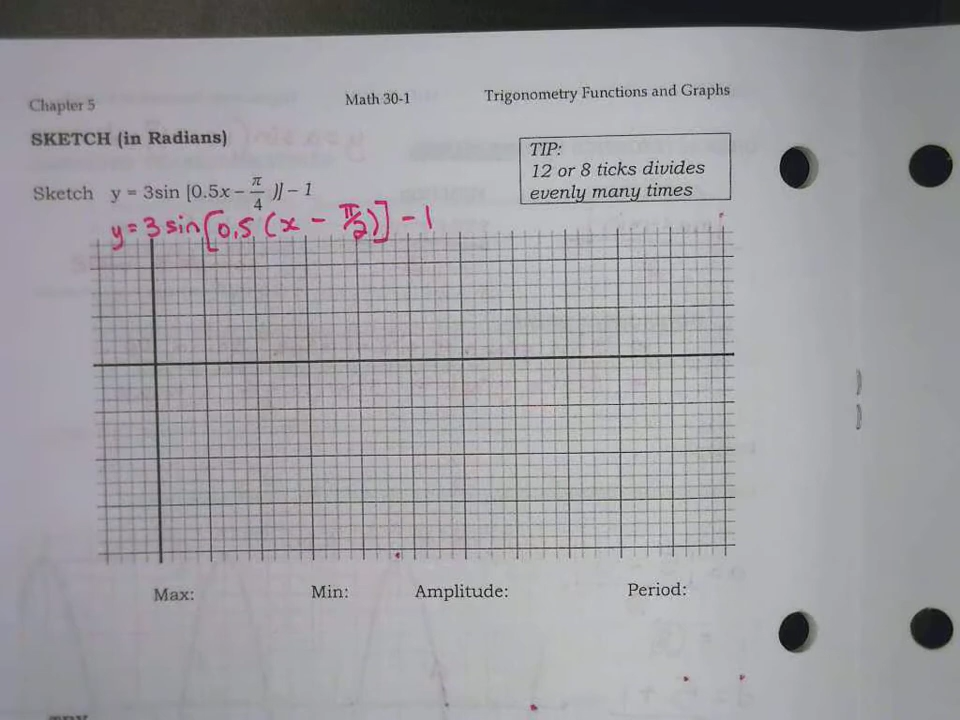 Chapter 5 Math 30-1 Trigonometry Functions and Graphs
SKETCH (in Radians)
TIP:
12 or 8 ticks divides
evenly many times
Sketch y = 3sin [0.5x – π/4 )] – 1
y = 3 sin[0.5 (x - π/2)] - 1
Max: Min: Amplitude: Period: